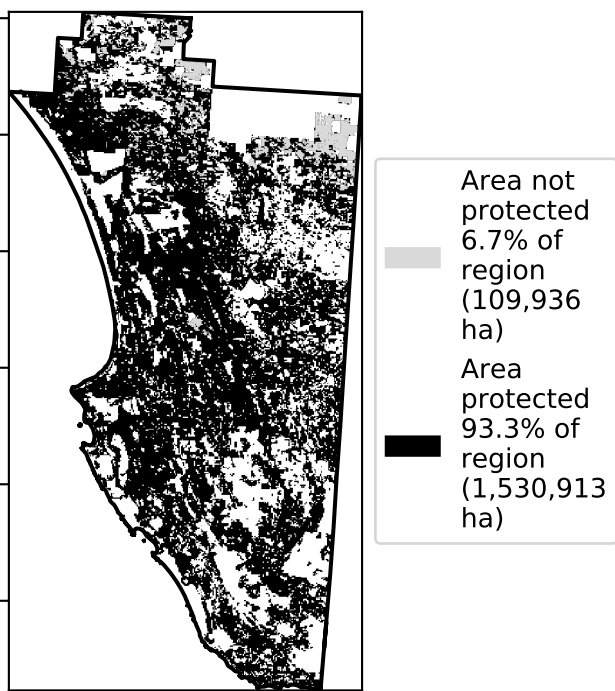 Area not
protected
6.7% of
region
(109,936
ha)
Area
protected
93.3% of
region
(1,530,913
ha)